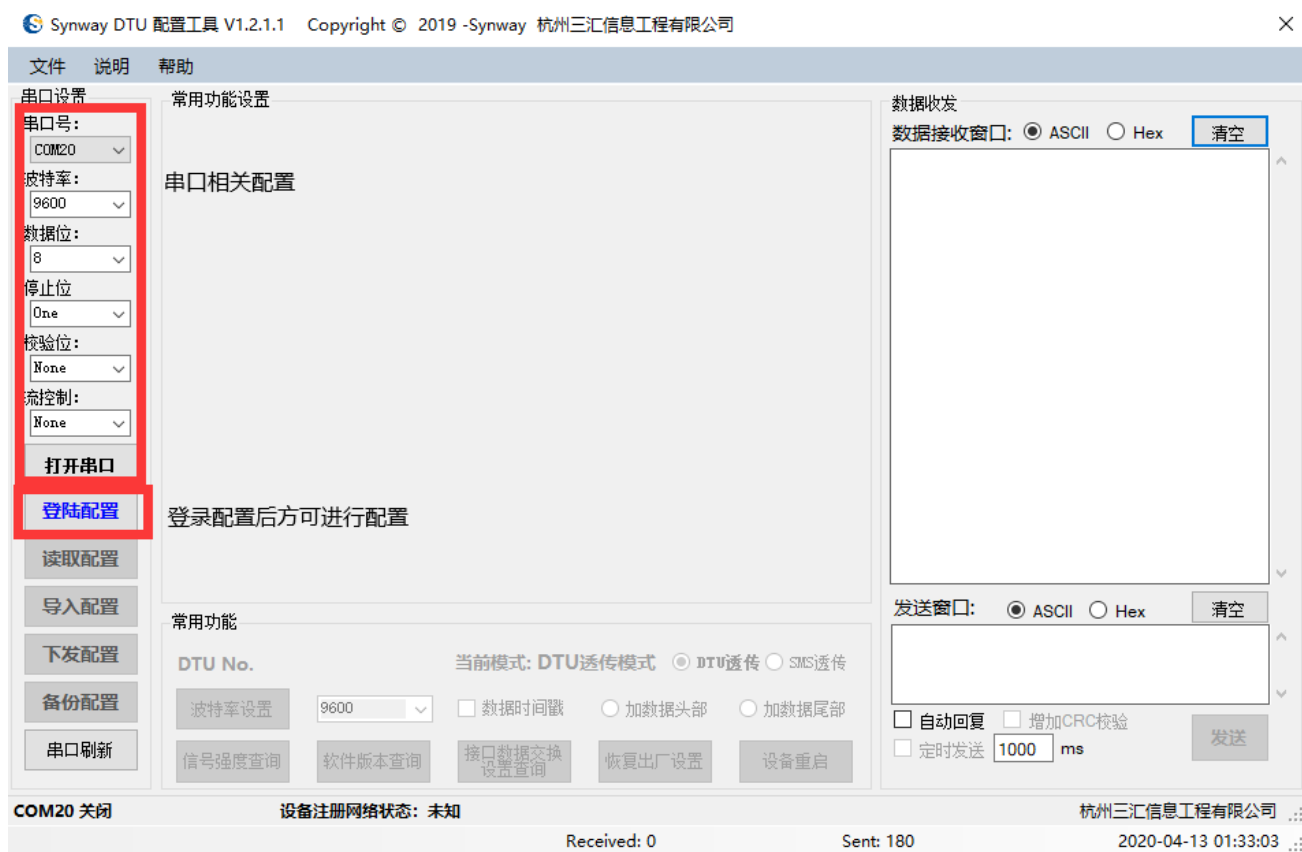 Synway DTU 配置工具 V1.2.1.1 Copyright © 2019 -Synway 杭州三汇信息工程有限公司
文件 说明 帮助
串口设置
串口号:
COM20
波特率:
9600
数据位:
8
停止位
One
校验位:
None
流控制:
None
打开串口
登陆配置
读取配置
导入配置
下发配置
备份配置
串口刷新
常用功能设置
串口相关配置
登录配置后方可进行配置
常用功能
DTU No. 当前模式: DTU透传模式 DTU透传 SMS透传
波特率设置 9600 数据时间戳 加数据头部 加数据尾部
信号强度查询 软件版本查询 接口数据交换 恢复出厂设置 设备重启
设置查询
数据收发
数据接收窗口: ASCII Hex 清空
发送窗口: ASCII Hex 清空
自动回复 增加CRC校验
定时发送 1000 ms 发送
COM20 关闭 设备注册网络状态: 未知 杭州三汇信息工程有限公司
Received: 0 Sent: 180 2020-04-13 01:33:03